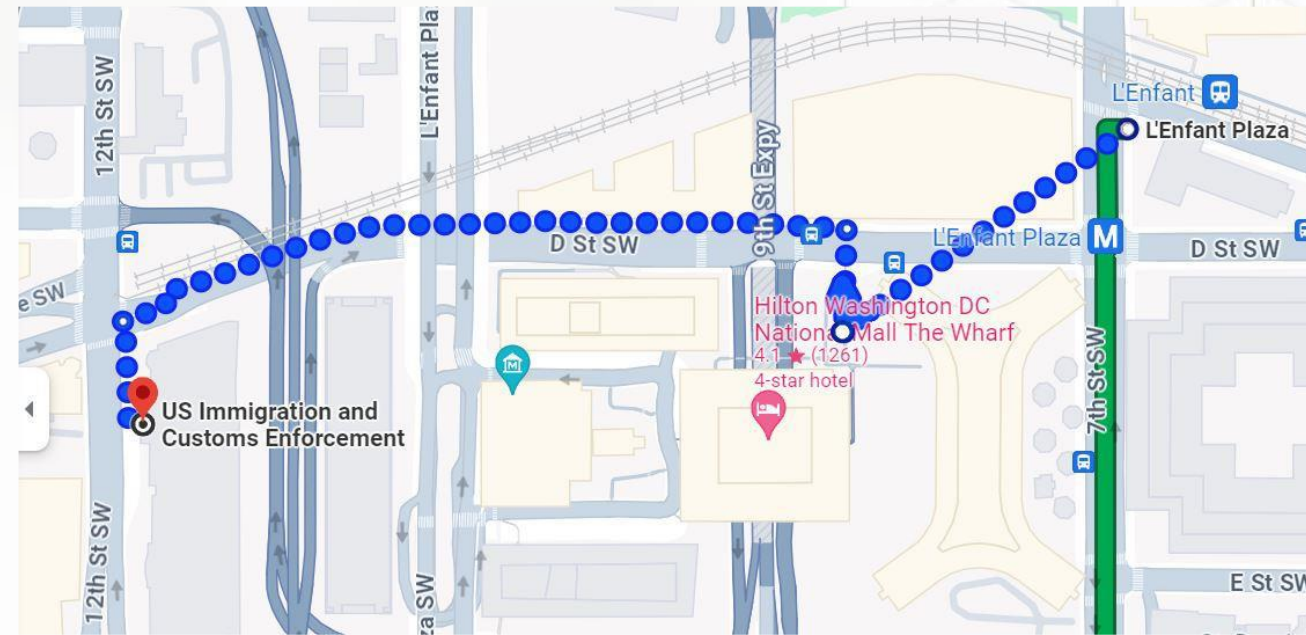 12th St SW
L'Enfant Pla
9th St Expy
L'Enfant
L'Enfant Plaza
D St SW
L'Enfant Plaza M
D St SW
e SW
Hilton Washington DC
National Mall The Wharf
4.1 ★ (1261)
4-star hotel
M
7th St SW
US Immigration and
Customs Enforcement
12th St SW
za SW
E St SW